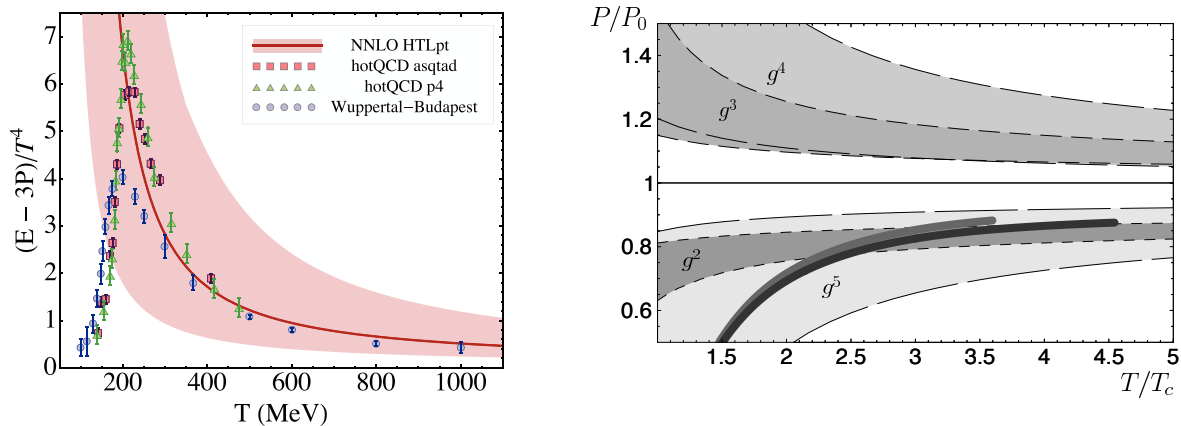 7
6
5
4
3
2
1
0
(E − 3P)/T⁴
200 400 600 800 1000
T (MeV)
NNLO HTLpt
hotQCD asqtad
hotQCD p4
Wuppertal−Budapest
P/P₀
1.4
1.2
1
0.8
0.6
g⁴
g³
g²
g⁵
1.5 2 2.5 3 3.5 4 4.5 5
T/T_c